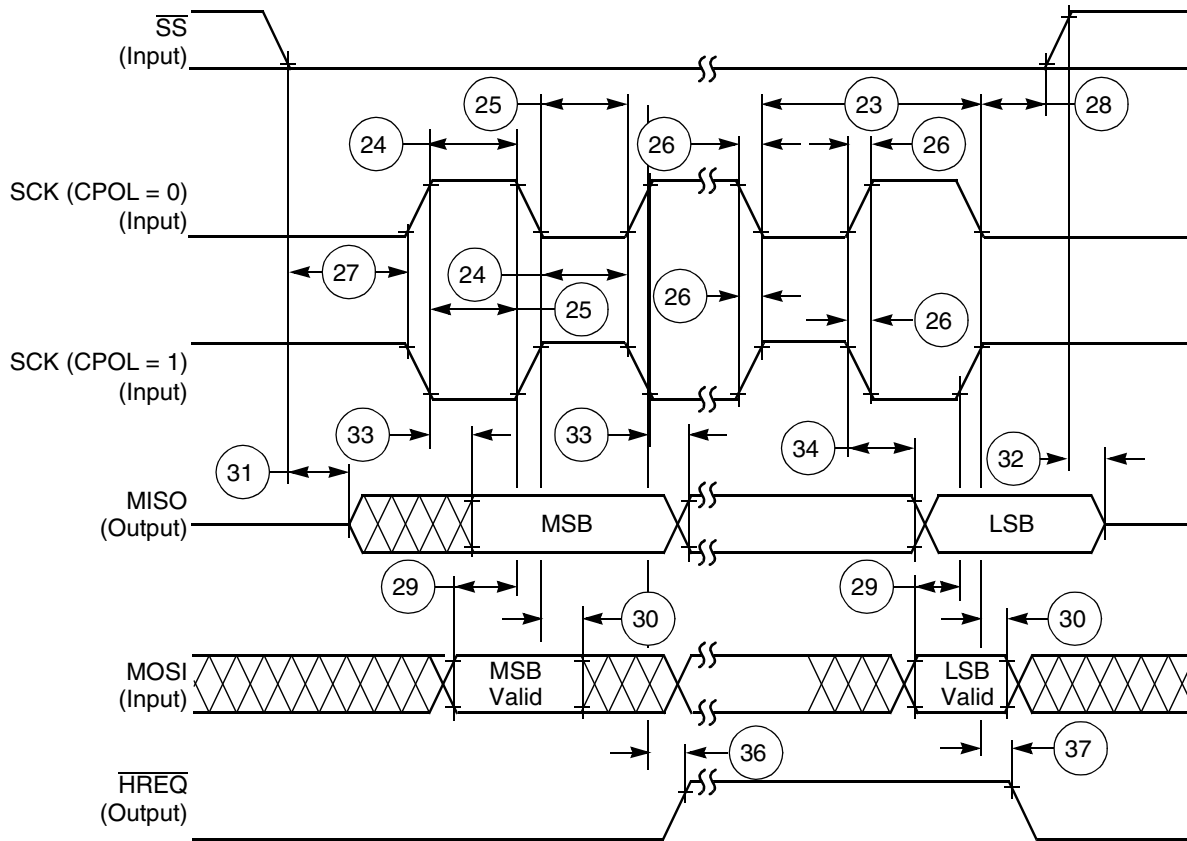 SS
(Input)
25
23
28
24
26
26
SCK (CPOL = 0)
(Input)
27
24
26
25
26
SCK (CPOL = 1)
(Input)
33
33
34
31
32
MISO
(Output)
MSB
LSB
29
29
30
30
MOSI
(Input)
MSB
Valid
LSB
Valid
36
37
HREQ
(Output)